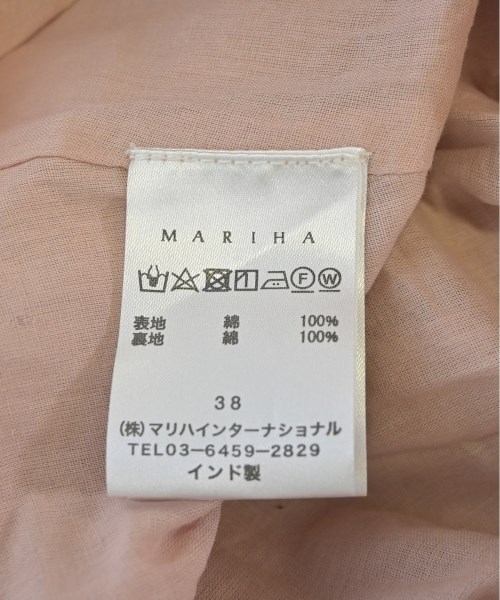 MARIHA
F W
表地 綿 100%
裏地 綿 100%
38
(株)マリハインターナショナル
TEL03-6459-2829
インド製